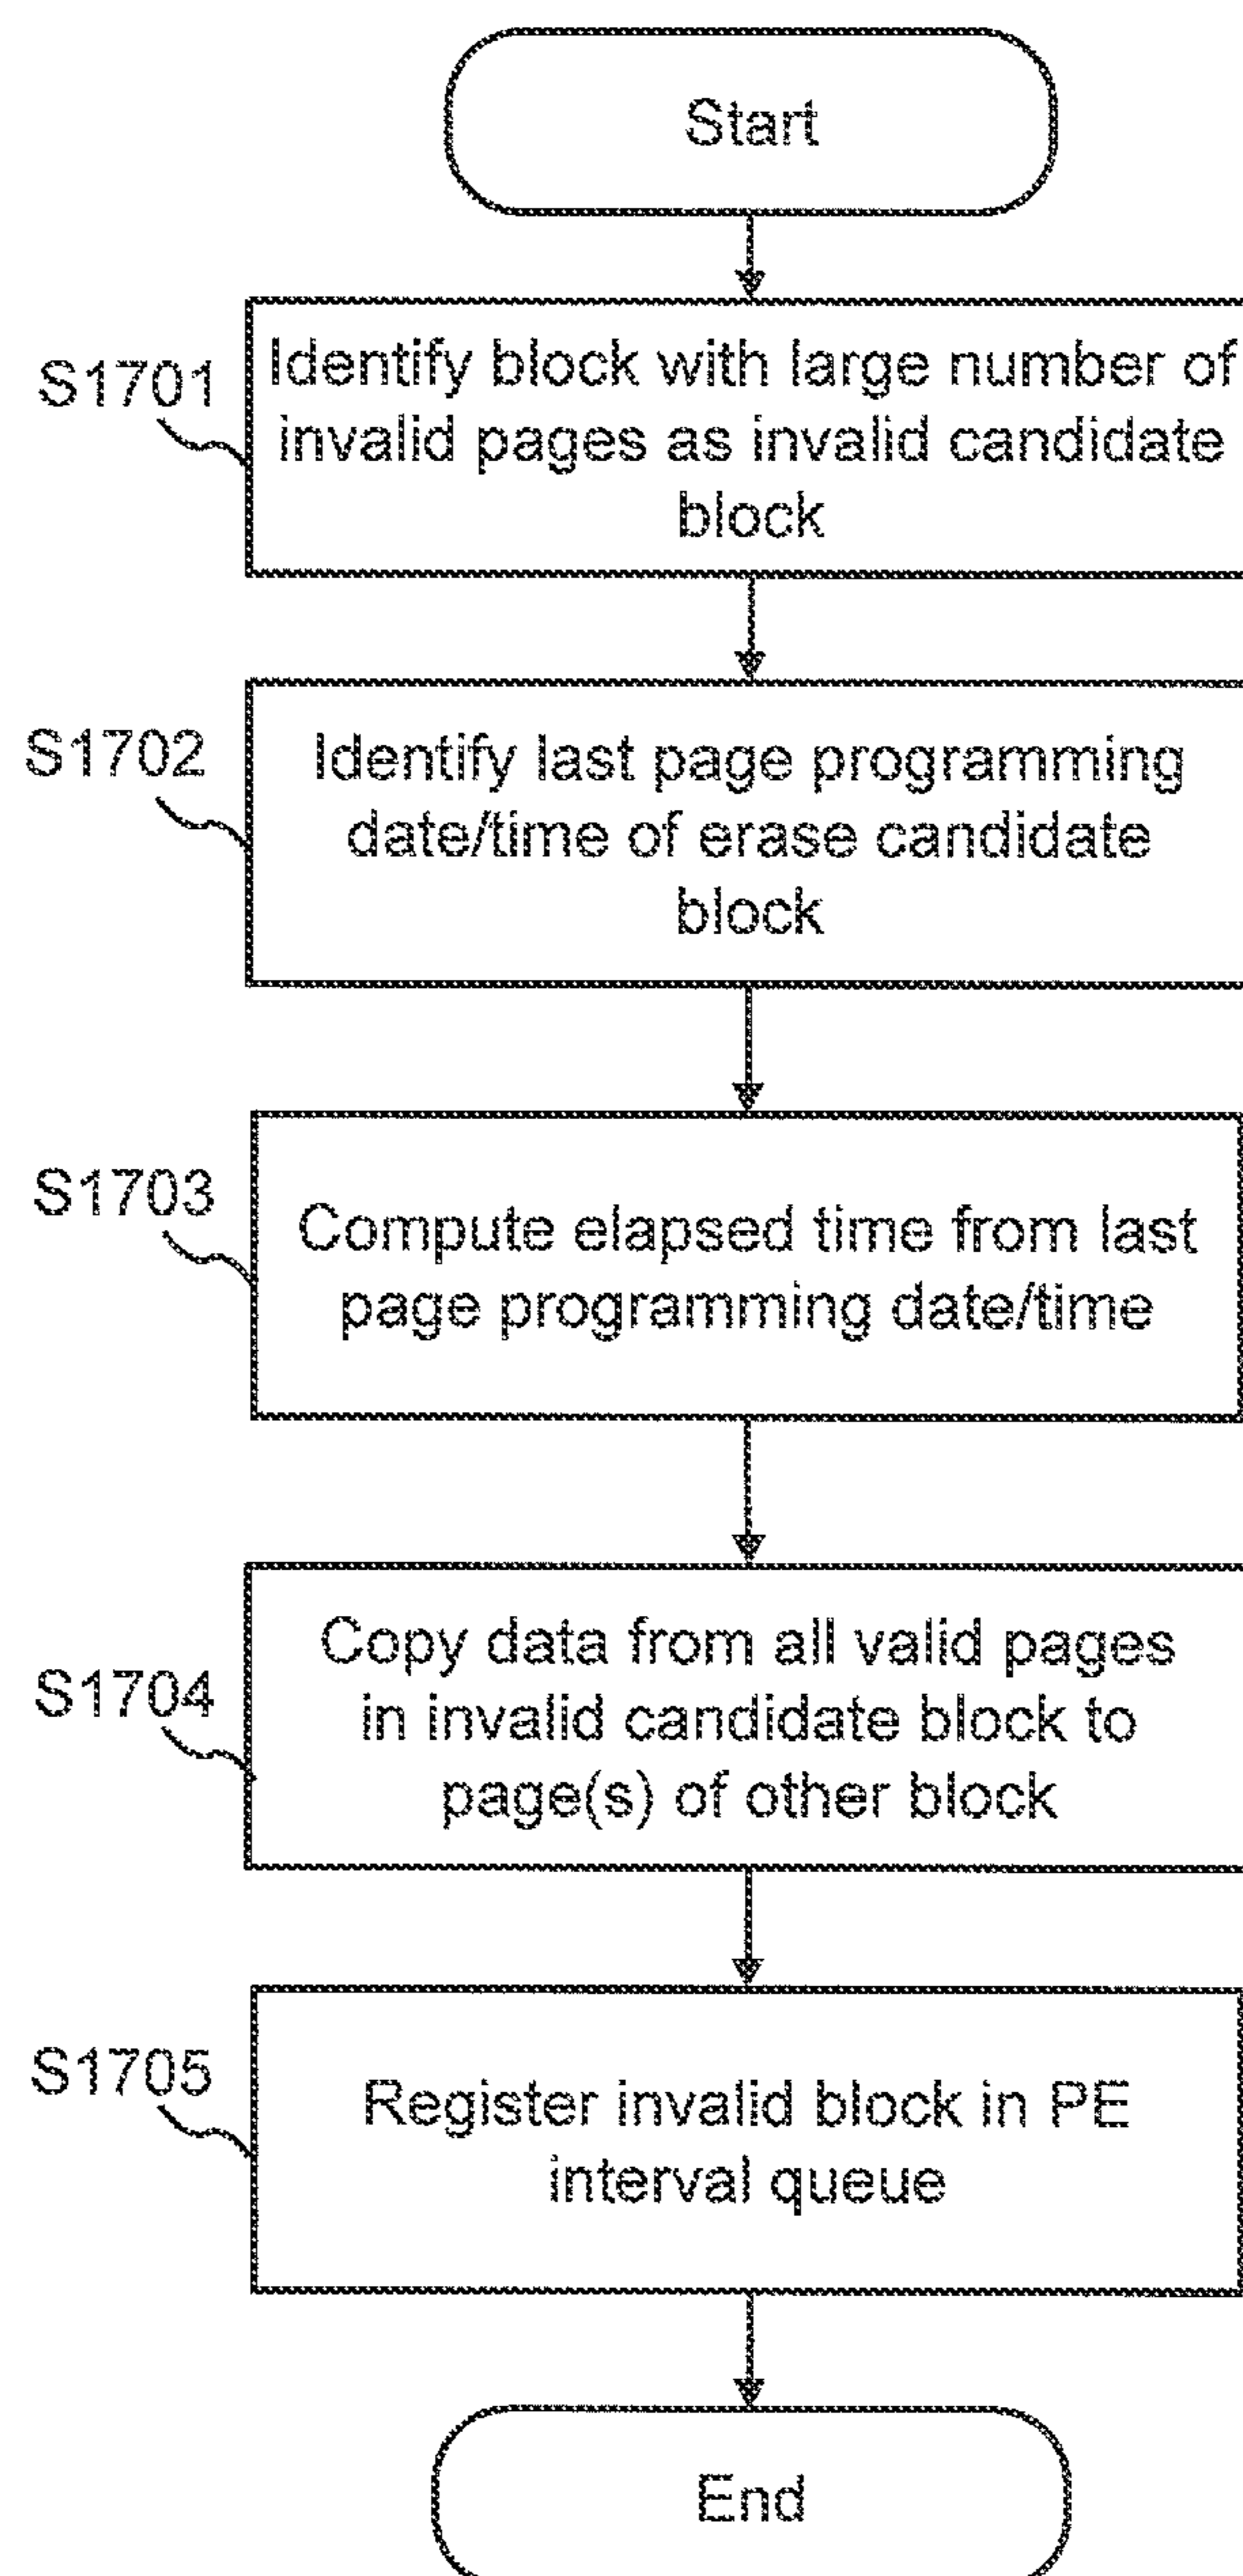 Start
S1701
Identify block with large number of
invalid pages as invalid candidate
block
S1702
Identify last page programming
date/time of erase candidate
block
S1703
Compute elapsed time from last
page programming date/time
S1704
Copy data from all valid pages
in invalid candidate block to
page(s) of other block
S1705
Register invalid block in PE
interval queue
End